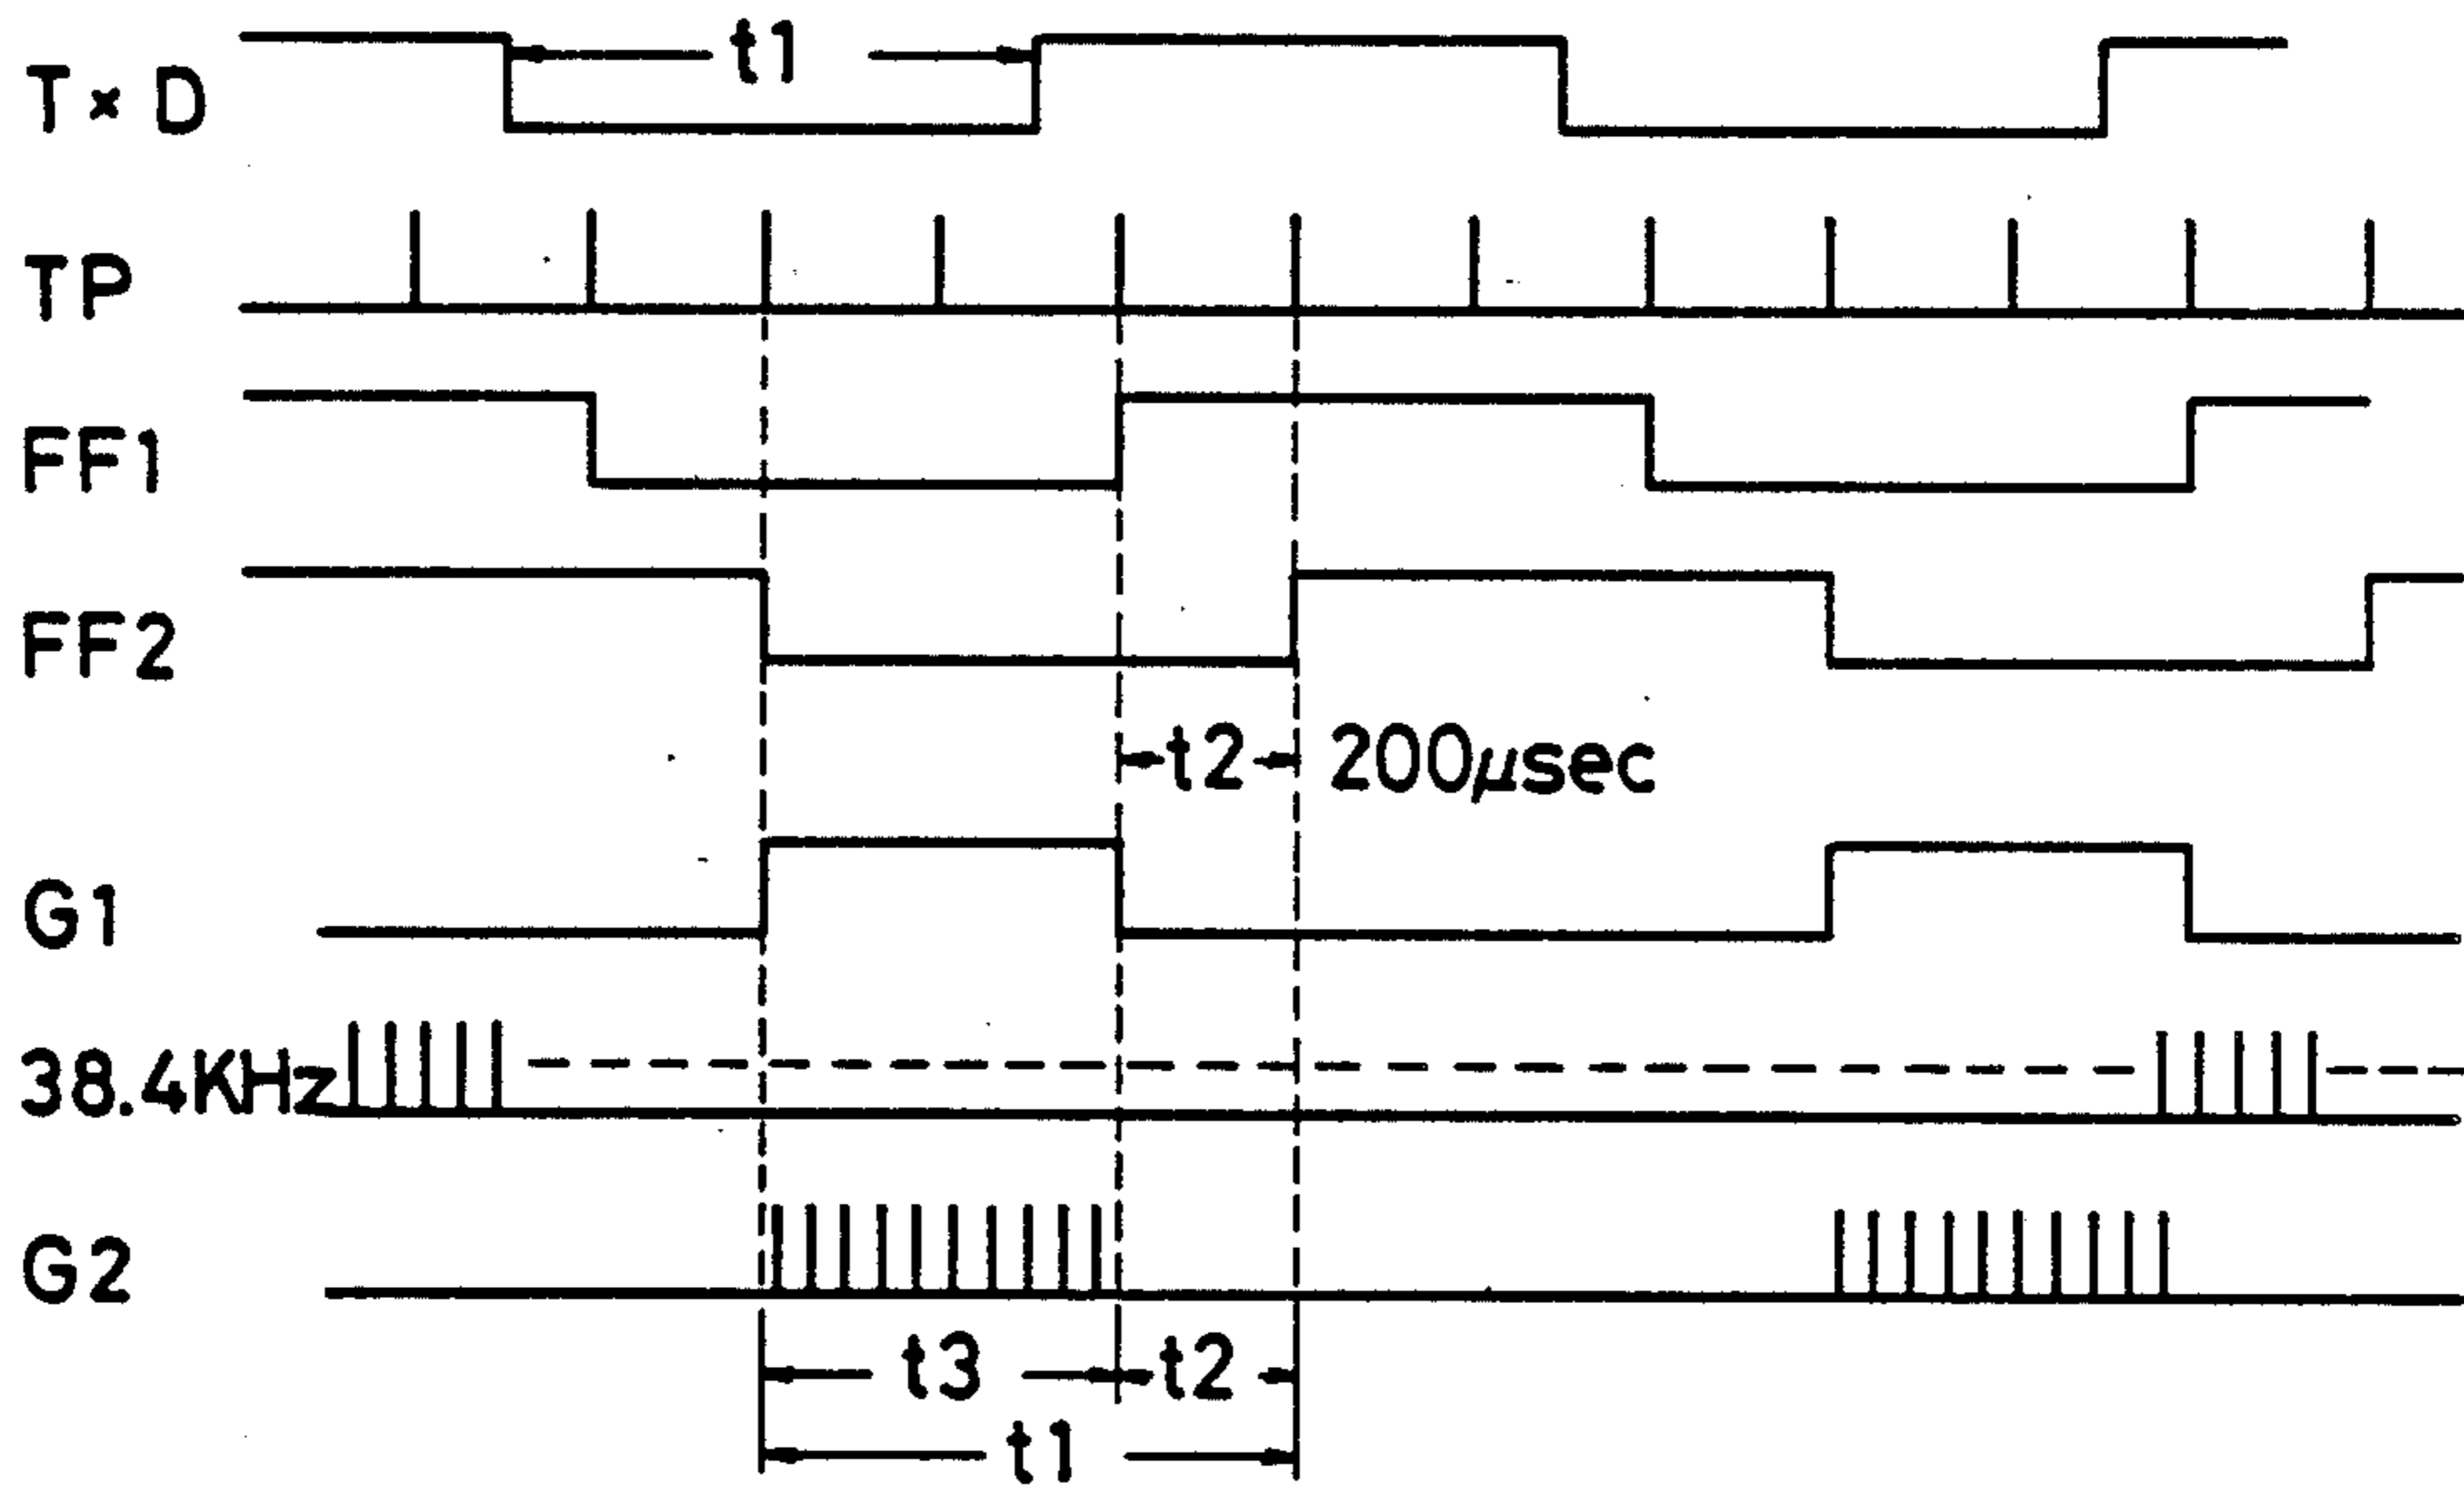 t1
T×D
TP
FF1
FF2
t2 200μsec
G1
38.4KHz
G2
t3 t2
t1